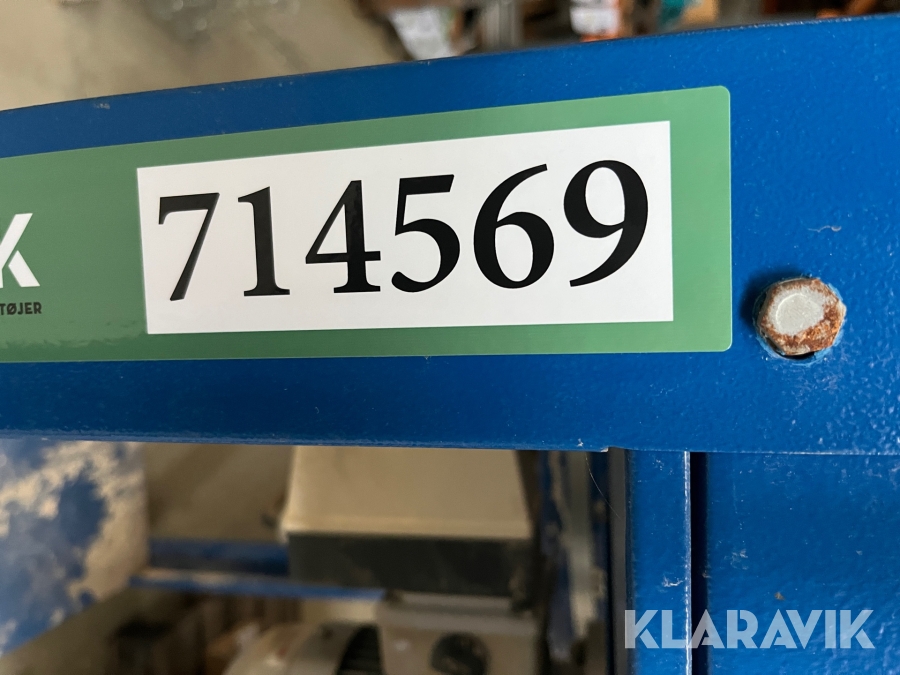 714569
K
TØJER
KLARAVIK